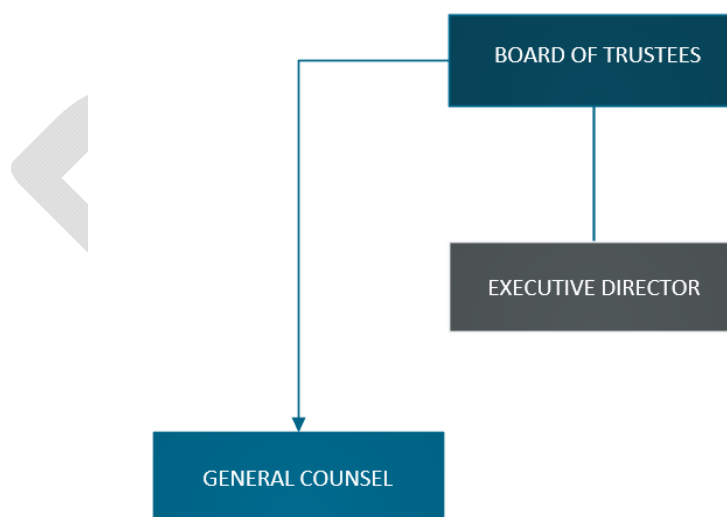 BOARD OF TRUSTEES
EXECUTIVE DIRECTOR
GENERAL COUNSEL